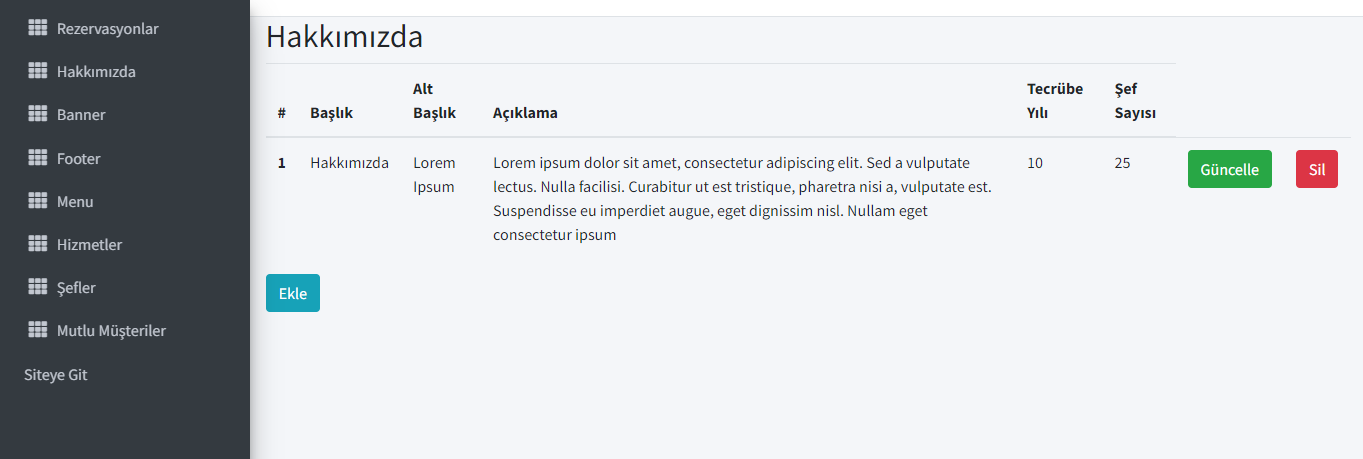 Rezervasyonlar
Hakkımızda
Banner
Footer
Menu
Hizmetler
Şefler
Mutlu Müşteriler
Siteye Git
Hakkımızda
# Başlık Alt Başlık Açıklama Tecrübe Yılı Şef Sayısı
1 Hakkımızda Lorem Ipsum
Lorem ipsum dolor sit amet, consectetur adipiscing elit. Sed a vulputate
lectus. Nulla facilisi. Curabitur ut est tristique, pharetra nisi a, vulputate est.
Suspendisse eu imperdiet augue, eget dignissim nisl. Nullam eget
consectetur ipsum
10 25 Güncelle Sil
Ekle